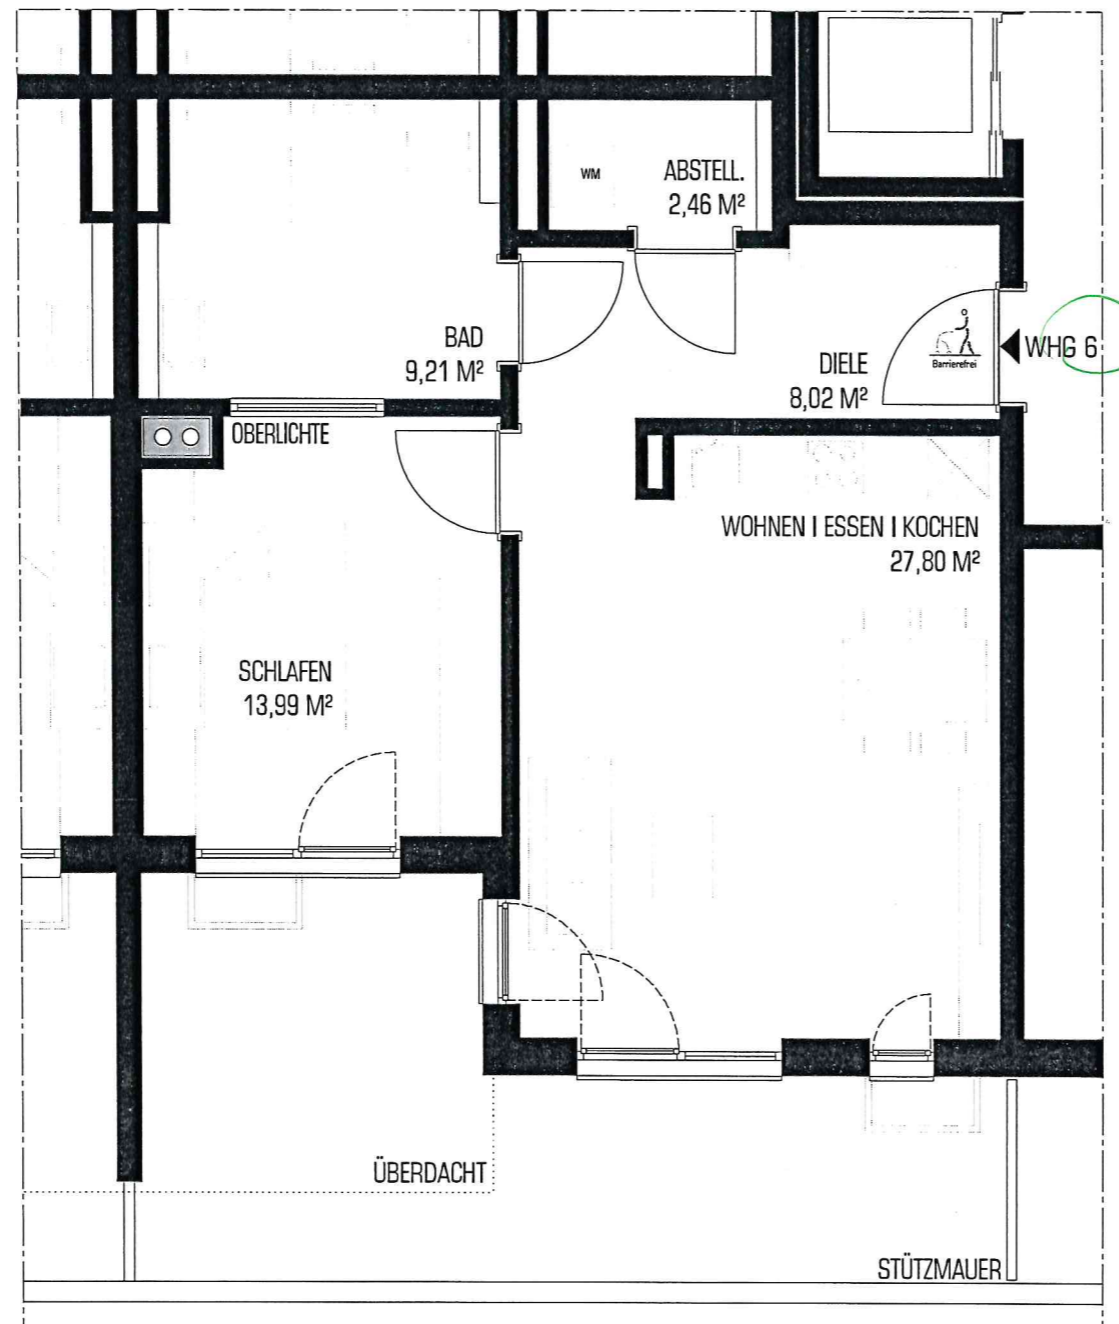 WM
ABSTELL.
2,46 M²
BAD
9,21 M²
DIELE
8,02 M²
Barrierefrei
WHG 6
OBERLICHTE
WOHNEN I ESSEN I KOCHEN
27,80 M²
SCHLAFEN
13,99 M²
ÜBERDACHT
STÜTZMAUER